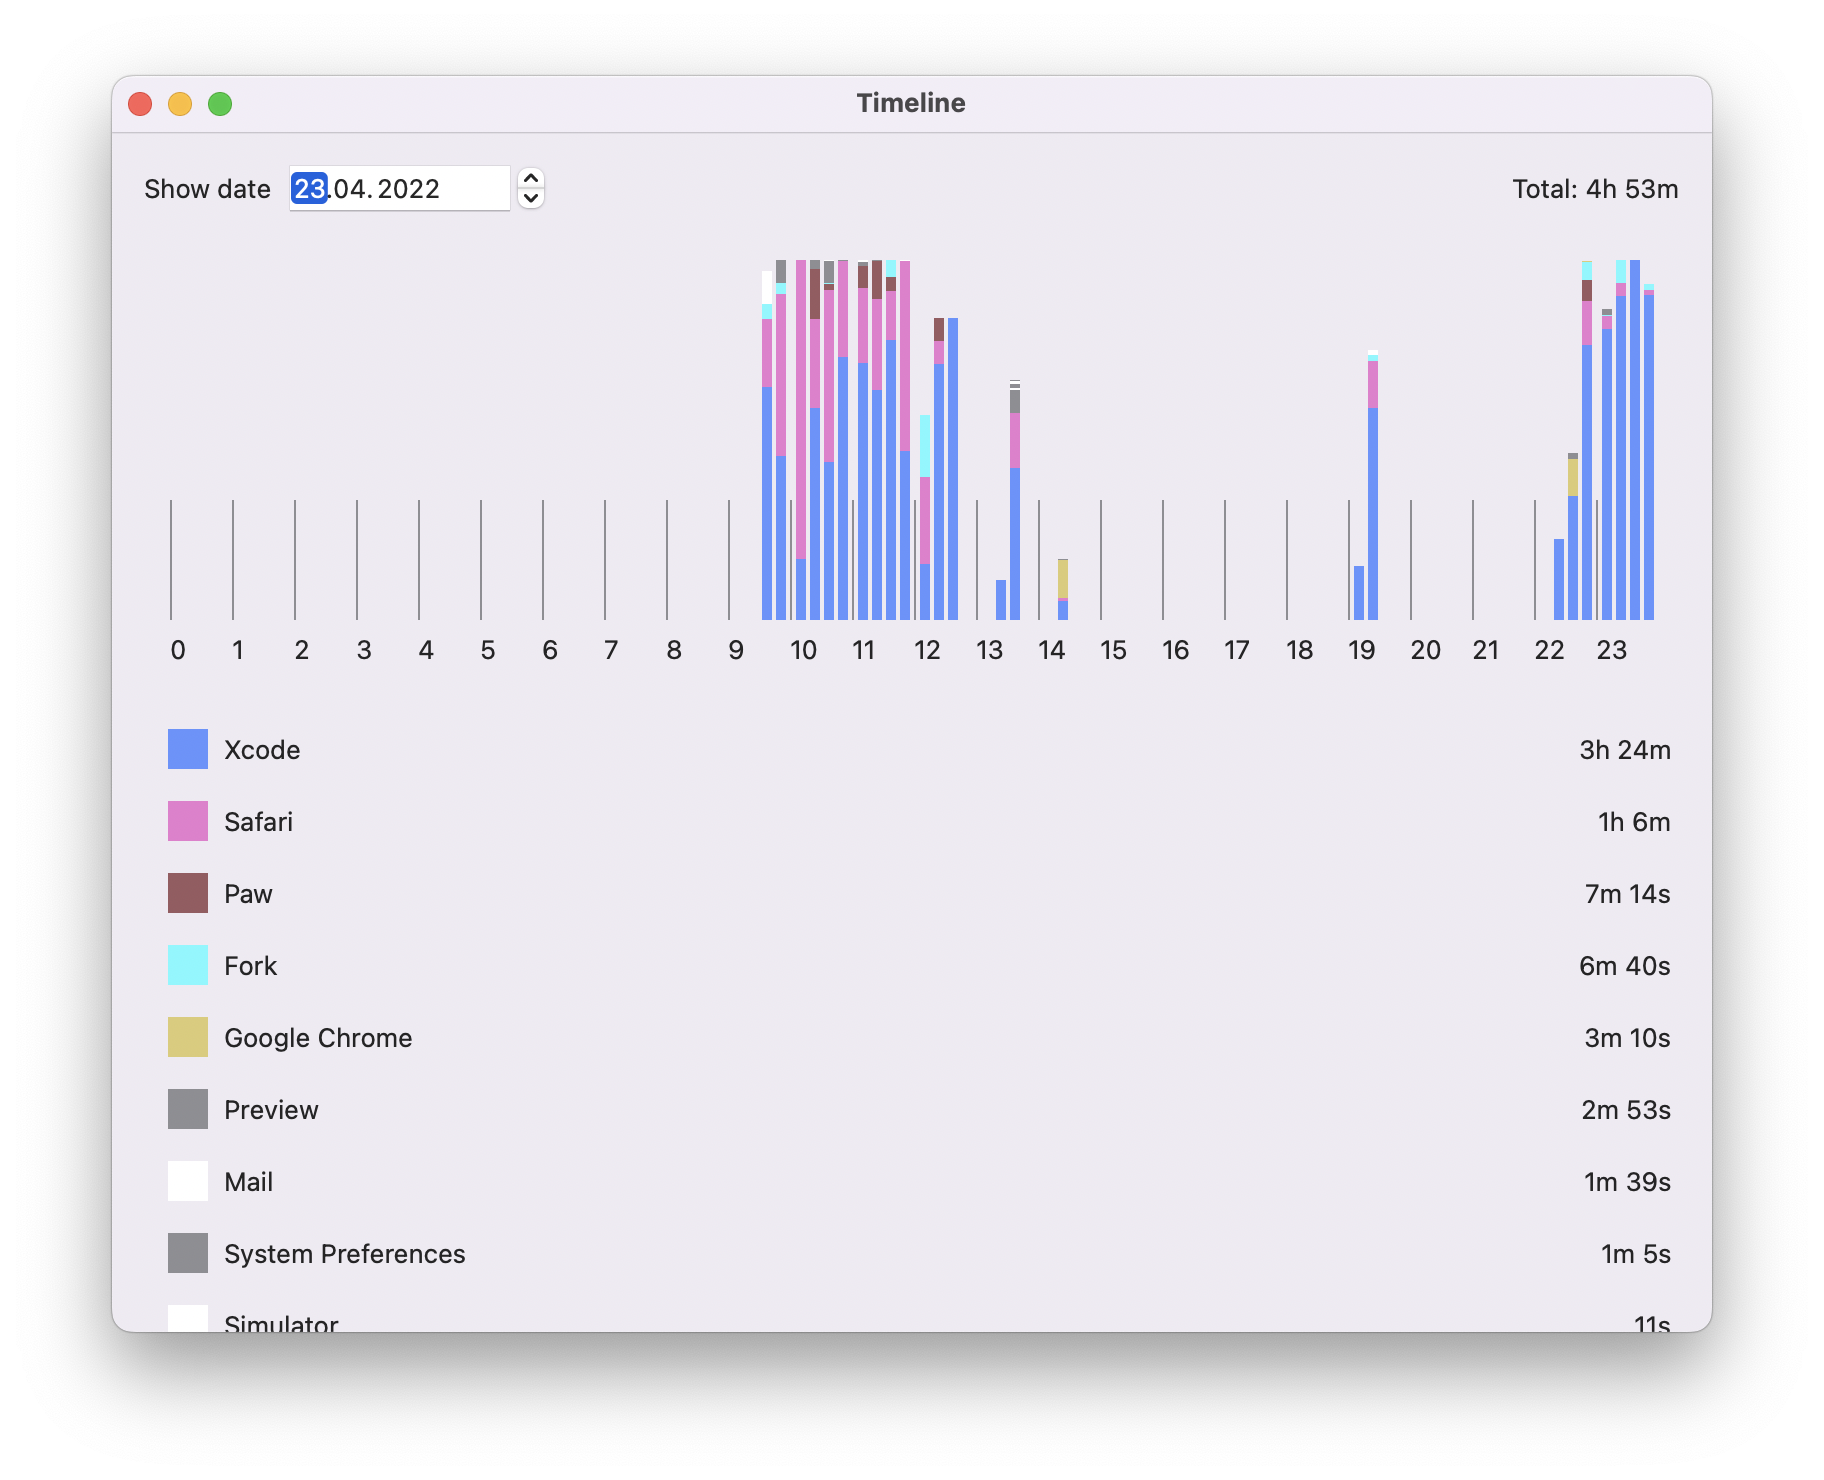 Timeline
Show date 23.04.2022 Total: 4h 53m
0 1 2 3 4 5 6 7 8 9 10 11 12 13 14 15 16 17 18 19 20 21 22 23
Xcode 3h 24m
Safari 1h 6m
Paw 7m 14s
Fork 6m 40s
Google Chrome 3m 10s
Preview 2m 53s
Mail 1m 39s
System Preferences 1m 5s
Simulator 11s